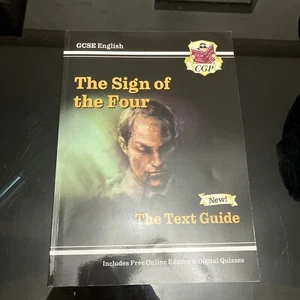 GCSE English
CGP
The Sign of
the Four
New!
The Text Guide
Includes Free Online Edition & Digital Quizzes